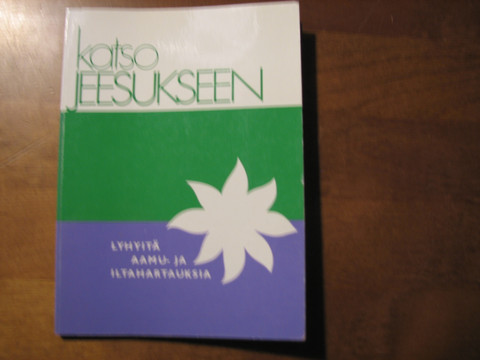 katso
JEESUKSEEN
LYHYITÄ
AAMU- JA
ILTAHARTAUKSIA